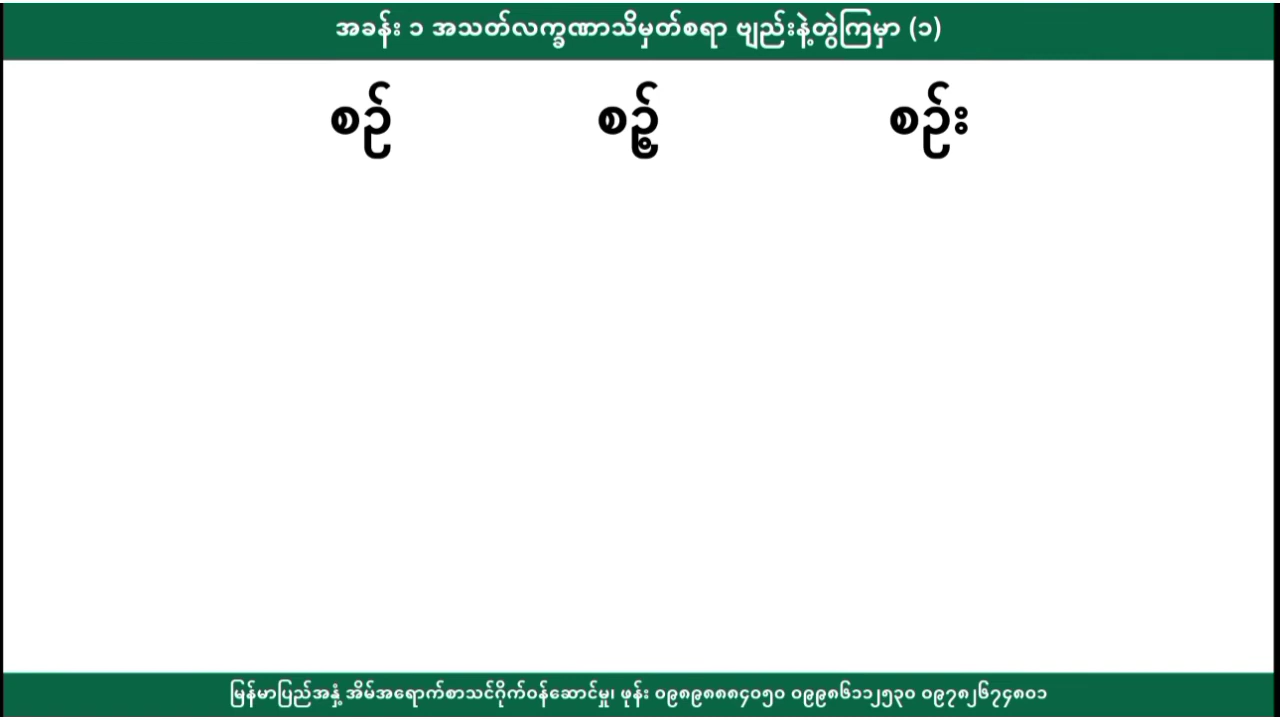 အခန်း ၁ အသတ်လက္ခဏာသိမှတ်စရာ ဗျည်းနဲ့တွဲကြမှာ (၁)
စဉ် စဉ့် စဉ်း
မြန်မာပြည်အနှံ့ အိမ်အရောက်စာသင်ဂိုက်ဝန်ဆောင်မှု၊ ဖုန်း ၀၉၈၉၈၈၈၄၀၅၀ ၀၉၉၈၆၁၁၂၅၃၀ ၀၉၇၈၂၆၇၄၈၀၁